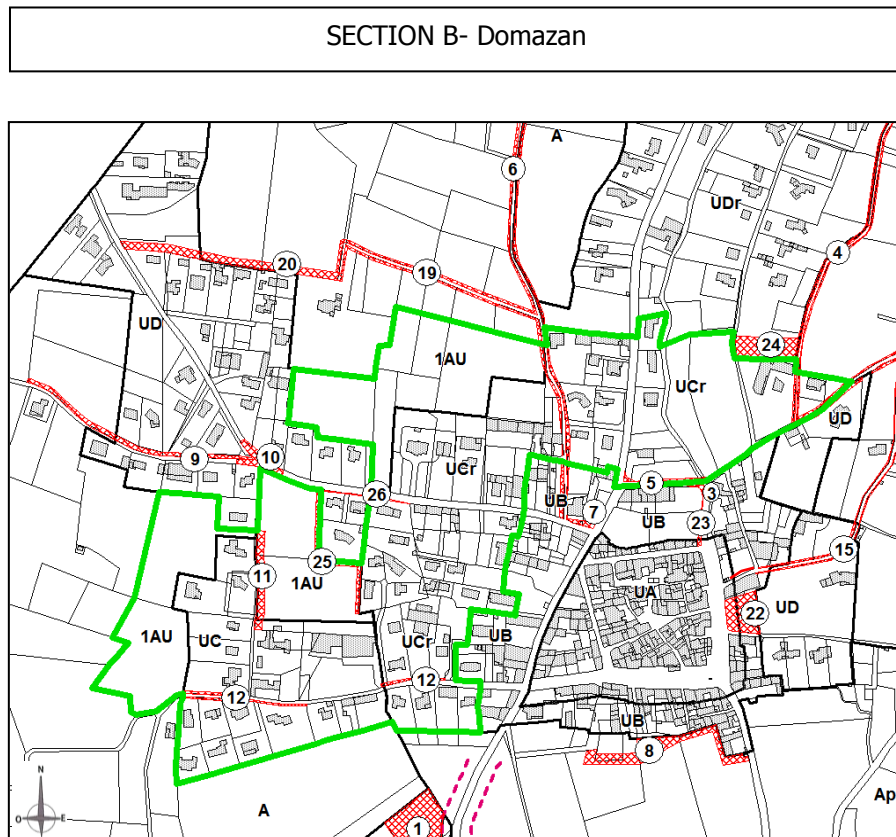 SECTION B- Domazan
A
6
UDr
4
20
19
UD
1AU
24
UCr
UD
9
10
UCr
26
UB
5
3
7
UB
23
25
15
11
1AU
UA
22
UD
1AU
UC
UCr
UB
12
12
UB
8
A
Ap
1
N
O
E